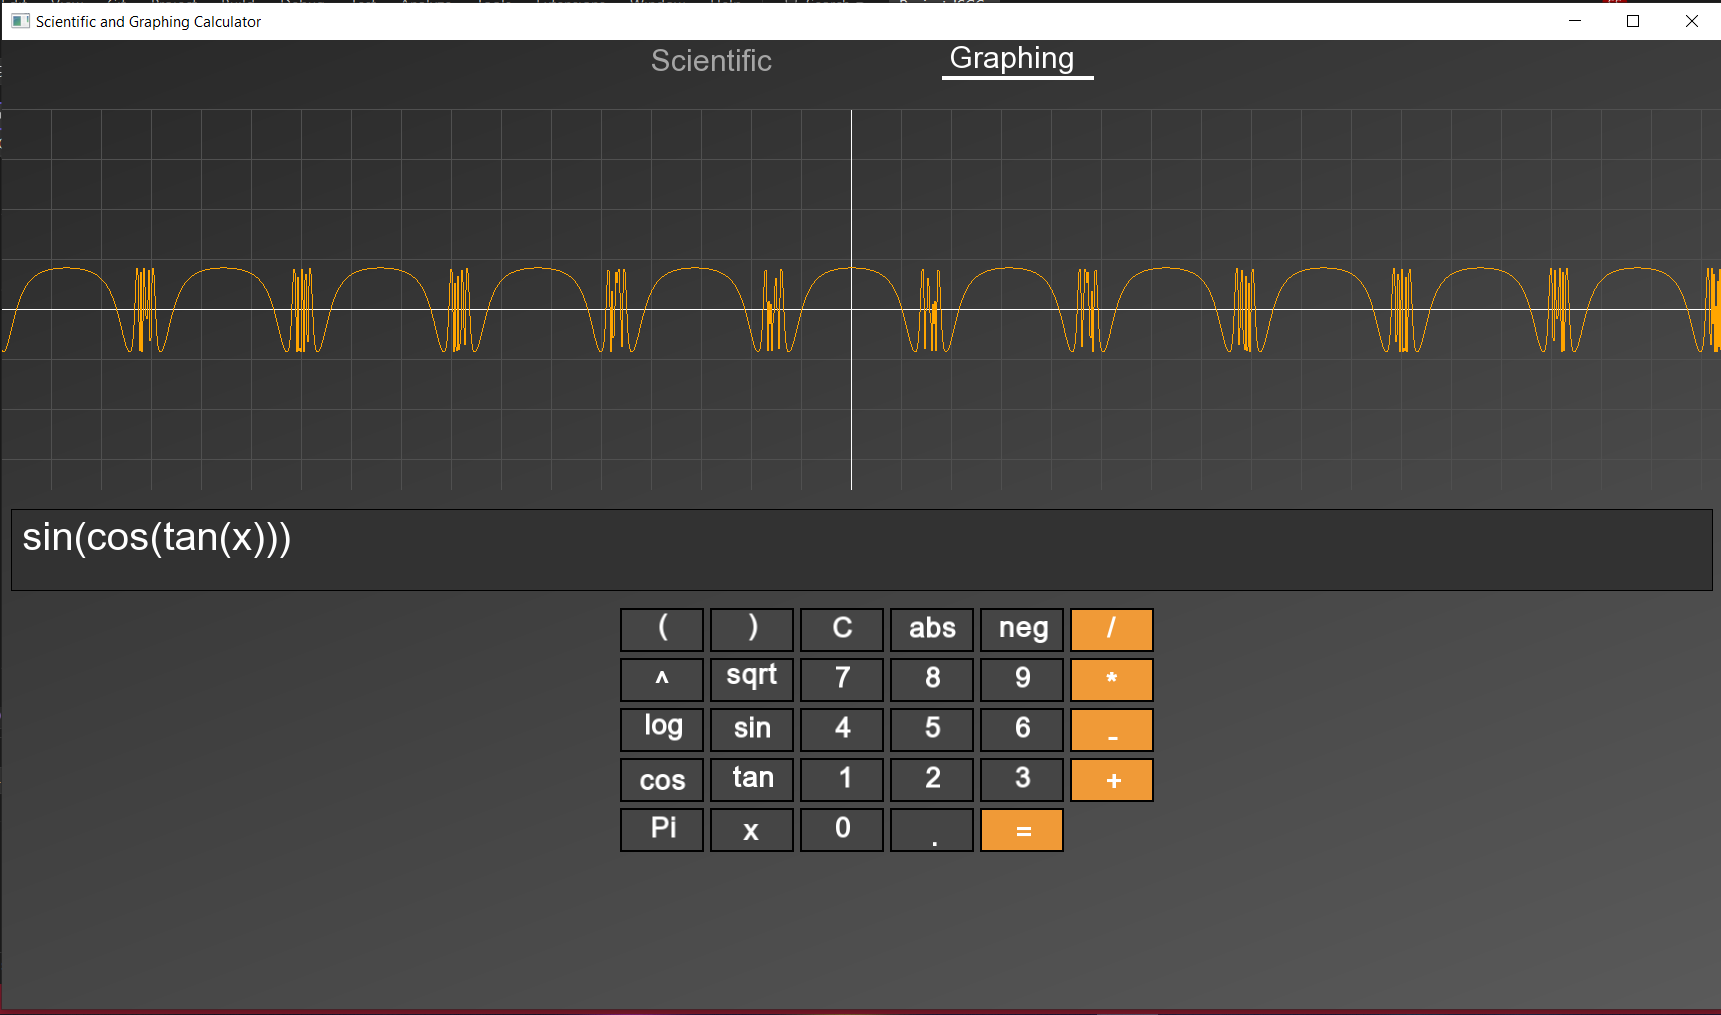 Scientific and Graphing Calculator
Scientific Graphing
sin(cos(tan(x)))
( ) C abs neg /
^ sqrt 7 8 9 *
log sin 4 5 6 -
cos tan 1 2 3 +
Pi x 0 . =